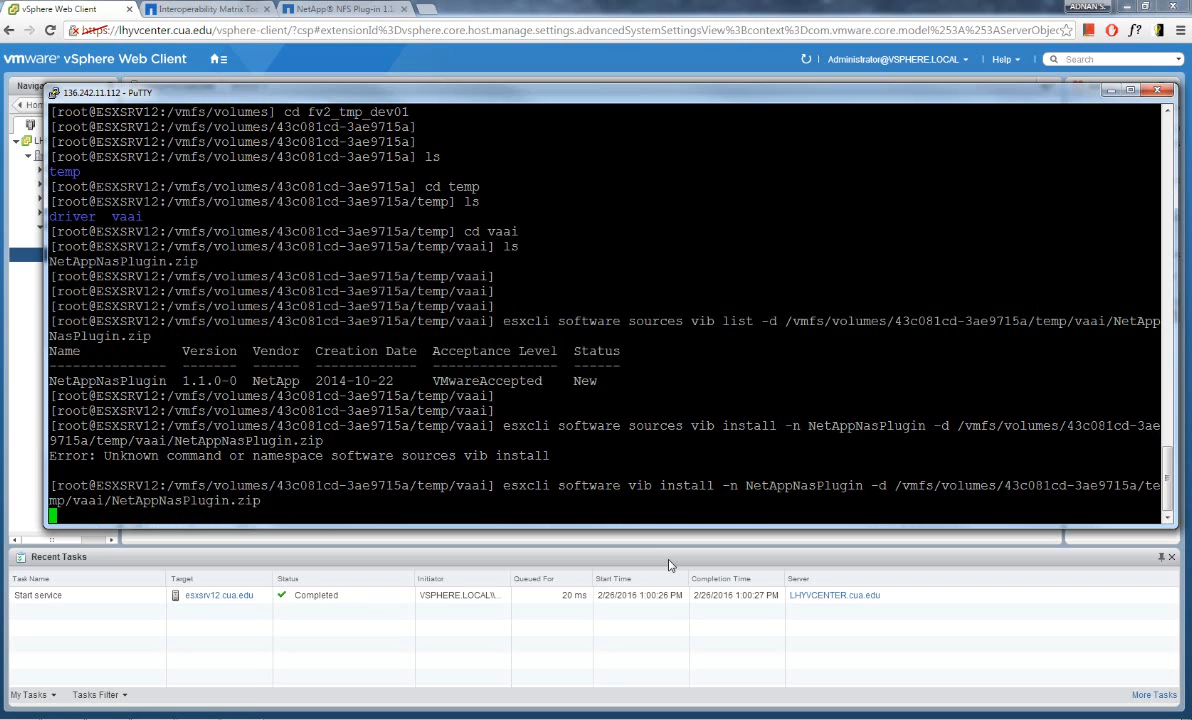 vSphere Web Client
Interoperability Matrix Too
NetApp® NFS Plug-in 1.1
ADNAN'S.
https://lhyvcenter.cua.edu/vsphere-client/?csp#extensionId%3Dvsphere.core.host.manage.settings.advancedSystemSettingsView%3Bcontext%3Dcom.vmware.core.model%253A%253AServerObjec
vmware® vSphere Web Client
Administrator@VSPHERE.LOCAL
Help
Search
Naviga
Hom
LH
136.242.11.112 - PuTTY
[root@ESXSRV12:/vmfs/volumes] cd fv2_tmp_dev01
[root@ESXSRV12:/vmfs/volumes/43c081cd-3ae9715a]
[root@ESXSRV12:/vmfs/volumes/43c081cd-3ae9715a]
[root@ESXSRV12:/vmfs/volumes/43c081cd-3ae9715a] ls
temp
[root@ESXSRV12:/vmfs/volumes/43c081cd-3ae9715a] cd temp
[root@ESXSRV12:/vmfs/volumes/43c081cd-3ae9715a/temp] ls
driver vaai
[root@ESXSRV12:/vmfs/volumes/43c081cd-3ae9715a/temp] cd vaai
[root@ESXSRV12:/vmfs/volumes/43c081cd-3ae9715a/temp/vaai] ls
NetAppNasPlugin.zip
[root@ESXSRV12:/vmfs/volumes/43c081cd-3ae9715a/temp/vaai]
[root@ESXSRV12:/vmfs/volumes/43c081cd-3ae9715a/temp/vaai]
[root@ESXSRV12:/vmfs/volumes/43c081cd-3ae9715a/temp/vaai]
[root@ESXSRV12:/vmfs/volumes/43c081cd-3ae9715a/temp/vaai] esxcli software sources vib list -d /vmfs/volumes/43c081cd-3ae9715a/temp/vaai/NetApp
NasPlugin.zip
Name Version Vendor Creation Date Acceptance Level Status
--------------- ------- ------ ------------- ---------------- ------
NetAppNasPlugin 1.1.0-0 NetApp 2014-10-22 VMwareAccepted New
[root@ESXSRV12:/vmfs/volumes/43c081cd-3ae9715a/temp/vaai]
[root@ESXSRV12:/vmfs/volumes/43c081cd-3ae9715a/temp/vaai]
[root@ESXSRV12:/vmfs/volumes/43c081cd-3ae9715a/temp/vaai] esxcli software sources vib install -n NetAppNasPlugin -d /vmfs/volumes/43c081cd-3ae
9715a/temp/vaai/NetAppNasPlugin.zip
Error: Unknown command or namespace software sources vib install
[root@ESXSRV12:/vmfs/volumes/43c081cd-3ae9715a/temp/vaai] esxcli software vib install -n NetAppNasPlugin -d /vmfs/volumes/43c081cd-3ae9715a/te
mp/vaai/NetAppNasPlugin.zip
Recent Tasks
Task Name Target Status Initiator Queued For Start Time Completion Time Server
Start service esxsrv12.cua.edu Completed VSPHERE.LOCAL\\... 20 ms 2/26/2016 1:00:26 PM 2/26/2016 1:00:27 PM LHYVCENTER.cua.edu
My Tasks Tasks Filter More Tasks